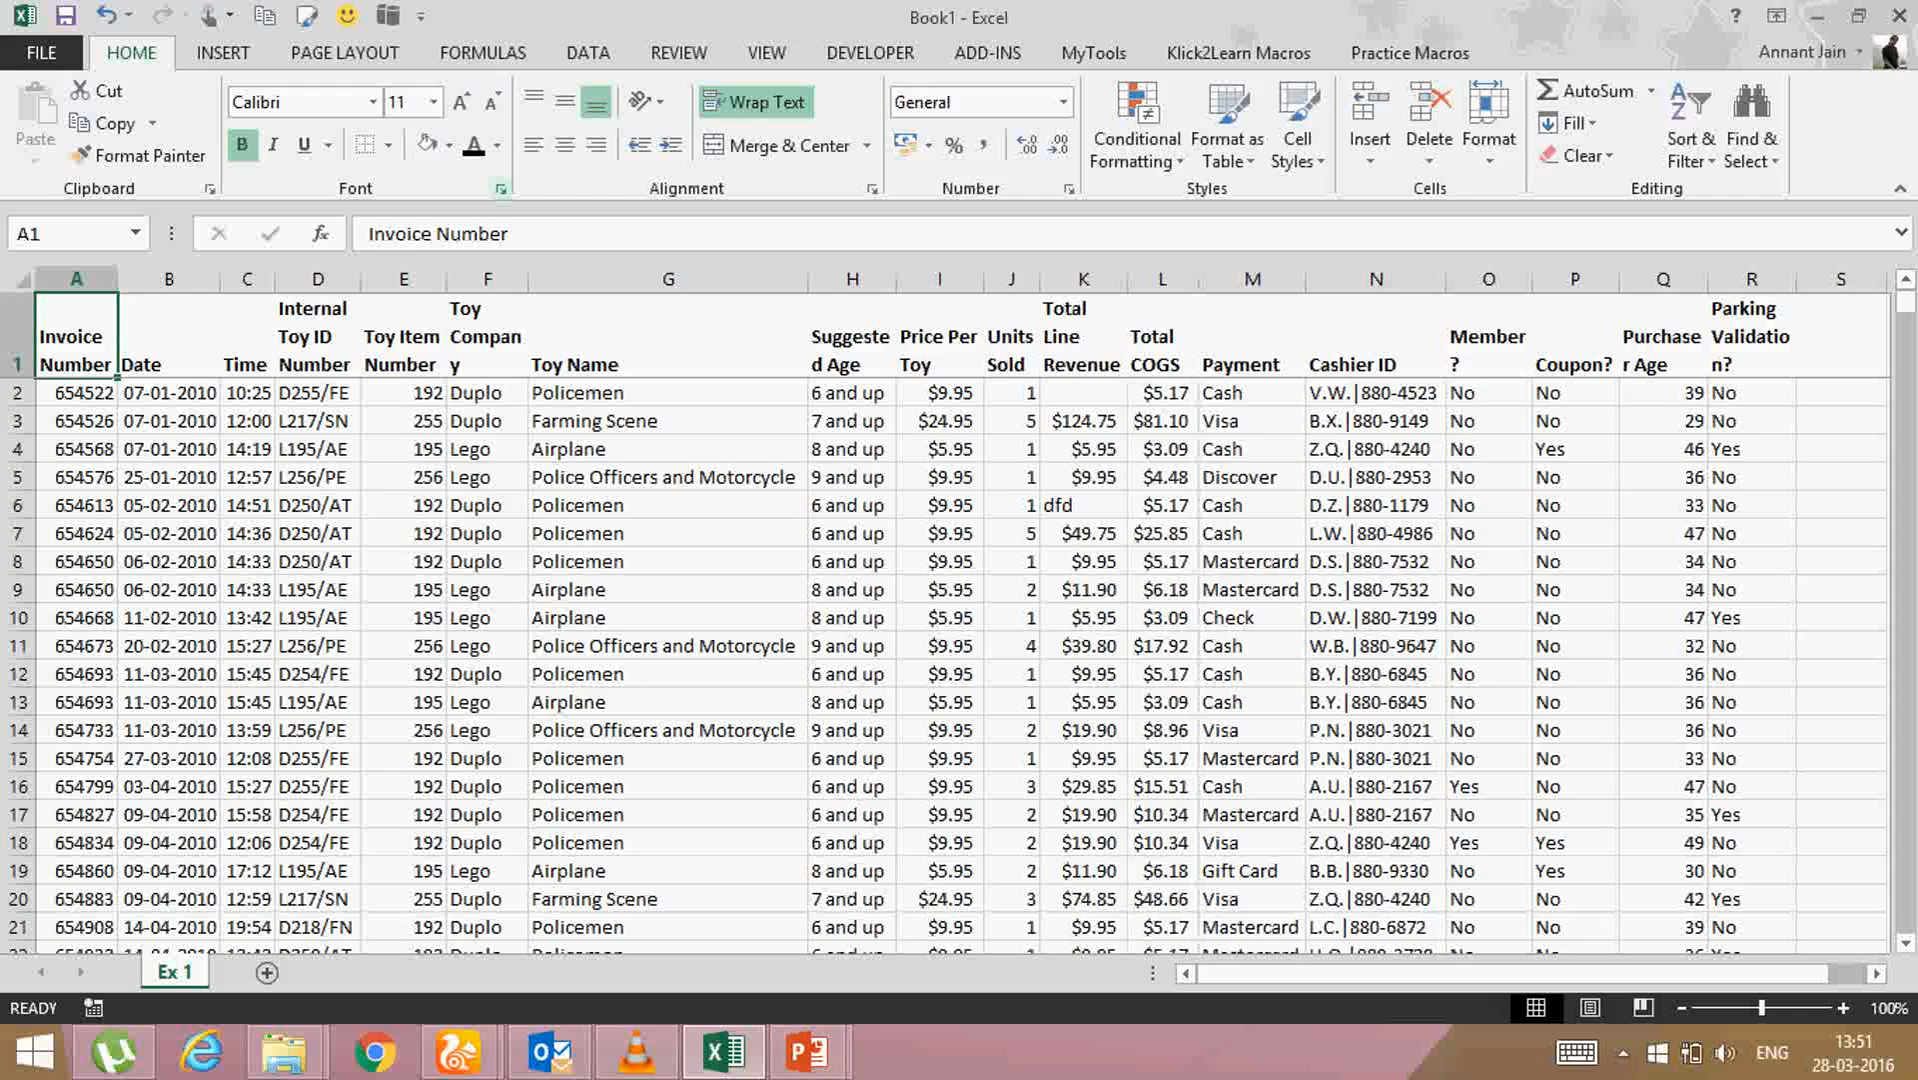 Book1 - Excel
?
FILE HOME INSERT PAGE LAYOUT FORMULAS DATA REVIEW VIEW DEVELOPER ADD-INS MyTools Klick2Learn Macros Practice Macros Annant Jain
Paste
Cut
Copy
Format Painter
Clipboard
Calibri 11
B I U A
Font
Wrap Text
Merge & Center
Alignment
General
%
Number
Conditional Formatting
Format as Table
Cell Styles
Styles
Insert Delete Format
Cells
AutoSum
Fill
Clear
Sort & Filter
Find & Select
Editing
A1 fx Invoice Number
A B C D E F G H I J K L M N O P Q R S
1 Invoice Number Date Time Internal Toy ID Number Toy Item Number Toy Company Toy Name Suggested Age Price Per Toy Units Sold Total Line Revenue Total COGS Payment Cashier ID Member? Coupon? Purchaser Age Parking Validation?
2 654522 07-01-2010 10:25 D255/FE 192 Duplo Policemen 6 and up $9.95 1 $5.17 Cash V.W.|880-4523 No No 39 No
3 654526 07-01-2010 12:00 L217/SN 255 Duplo Farming Scene 7 and up $24.95 5 $124.75 $81.10 Visa B.X.|880-9149 No No 29 No
4 654568 07-01-2010 14:19 L195/AE 195 Lego Airplane 8 and up $5.95 1 $5.95 $3.09 Cash Z.Q.|880-4240 No Yes 46 Yes
5 654576 25-01-2010 12:57 L256/PE 256 Lego Police Officers and Motorcycle 9 and up $9.95 1 $9.95 $4.48 Discover D.U.|880-2953 No No 36 No
6 654613 05-02-2010 14:51 D250/AT 192 Duplo Policemen 6 and up $9.95 1 dfd $5.17 Cash D.Z.|880-1179 No No 33 No
7 654624 05-02-2010 14:36 D250/AT 192 Duplo Policemen 6 and up $9.95 5 $49.75 $25.85 Cash L.W.|880-4986 No No 47 No
8 654650 06-02-2010 14:33 D250/AT 192 Duplo Policemen 6 and up $9.95 1 $9.95 $5.17 Mastercard D.S.|880-7532 No No 34 No
9 654650 06-02-2010 14:33 L195/AE 195 Lego Airplane 8 and up $5.95 2 $11.90 $6.18 Mastercard D.S.|880-7532 No No 34 No
10 654668 11-02-2010 13:42 L195/AE 195 Lego Airplane 8 and up $5.95 1 $5.95 $3.09 Check D.W.|880-7199 No No 47 Yes
11 654673 20-02-2010 15:27 L256/PE 256 Lego Police Officers and Motorcycle 9 and up $9.95 4 $39.80 $17.92 Cash W.B.|880-9647 No No 32 No
12 654693 11-03-2010 15:45 D254/FE 192 Duplo Policemen 6 and up $9.95 1 $9.95 $5.17 Cash B.Y.|880-6845 No No 36 No
13 654693 11-03-2010 15:45 L195/AE 195 Lego Airplane 8 and up $5.95 1 $5.95 $3.09 Cash B.Y.|880-6845 No No 36 No
14 654733 11-03-2010 13:59 L256/PE 256 Lego Police Officers and Motorcycle 9 and up $9.95 2 $19.90 $8.96 Visa P.N.|880-3021 No No 36 No
15 654754 27-03-2010 12:08 D255/FE 192 Duplo Policemen 6 and up $9.95 1 $9.95 $5.17 Mastercard P.N.|880-3021 No No 33 No
16 654799 03-04-2010 15:27 D255/FE 192 Duplo Policemen 6 and up $9.95 3 $29.85 $15.51 Cash A.U.|880-2167 Yes No 47 No
17 654827 09-04-2010 15:58 D254/FE 192 Duplo Policemen 6 and up $9.95 2 $19.90 $10.34 Mastercard A.U.|880-2167 No No 35 Yes
18 654834 09-04-2010 12:06 D254/FE 192 Duplo Policemen 6 and up $9.95 2 $19.90 $10.34 Visa Z.Q.|880-4240 Yes Yes 49 No
19 654860 09-04-2010 17:12 L195/AE 195 Lego Airplane 8 and up $5.95 2 $11.90 $6.18 Gift Card B.B.|880-9330 No Yes 30 No
20 654883 09-04-2010 12:59 L217/SN 255 Duplo Farming Scene 7 and up $24.95 3 $74.85 $48.66 Visa Z.Q.|880-4240 No No 42 Yes
21 654908 14-04-2010 19:54 D218/FN 192 Duplo Policemen 6 and up $9.95 1 $9.95 $5.17 Mastercard L.C.|880-6872 No No 39 No
Ex 1
READY 100%
ENG 13:51
28-03-2016